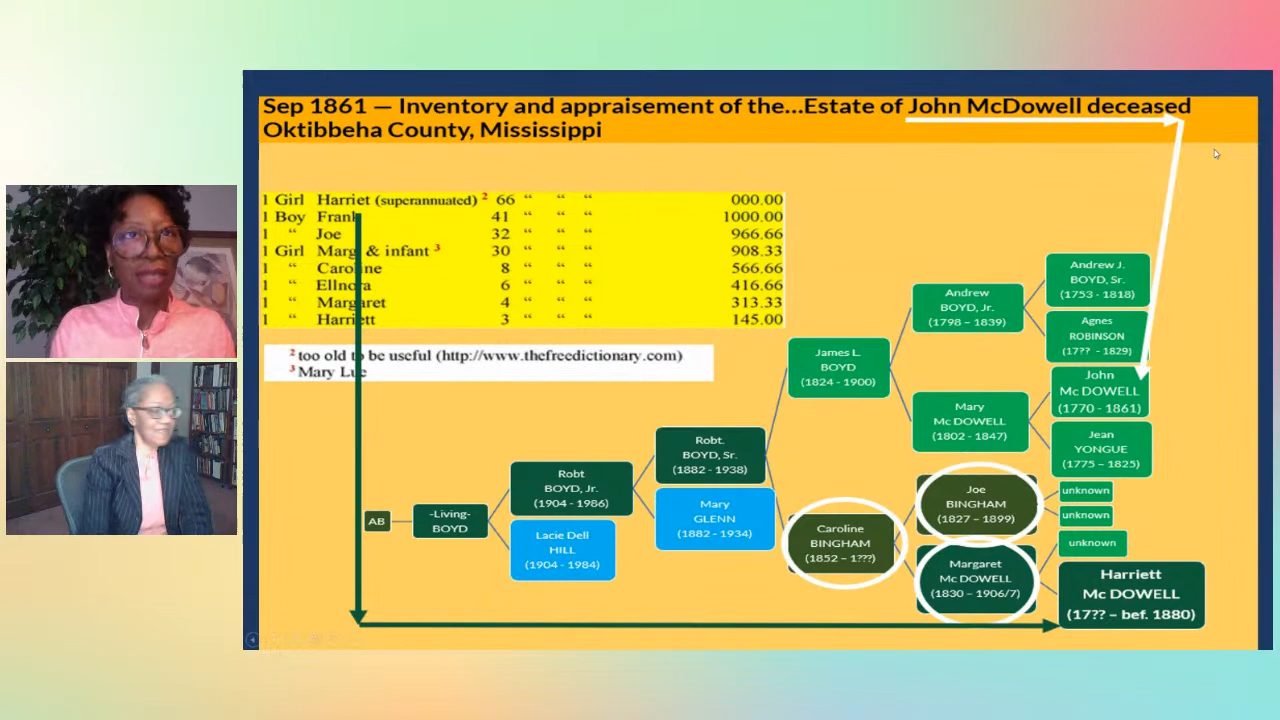 Sep 1861 — Inventory and appraisement of the...Estate of John McDowell deceased
Oktibbeha County, Mississippi
1 Girl Harriet (superannuated) 2 66 “ “ “ 000.00
1 Boy Frank 41 “ “ “ 1000.00
1 “ Joe 32 “ “ “ 966.66
1 Girl Marg & infant 3 30 “ “ “ 908.33
1 “ Caroline 8 “ “ “ 566.66
1 “ Ellnora 6 “ “ “ 416.66
1 “ Margaret 4 “ “ “ 313.33
1 “ Harriett 3 “ “ “ 145.00
2 too old to be useful (http://www.thefreedictionary.com)
3 Mary Lue
AB
-Living-
BOYD
Robt
BOYD, Jr.
(1904 - 1986)
Lacie Dell
HILL
(1904 - 1984)
Robt.
BOYD, Sr.
(1882 - 1938)
Mary
GLENN
(1882 - 1934)
James L.
BOYD
(1824 - 1900)
Caroline
BINGHAM
(1852 – 1???)
Andrew
BOYD, Jr.
(1798 – 1839)
Mary
Mc DOWELL
(1802 - 1847)
Joe
BINGHAM
(1827 – 1899)
Margaret
Mc DOWELL
(1830 – 1906/7)
Andrew J.
BOYD, Sr.
(1753 - 1818)
Agnes
ROBINSON
(17?? - 1829)
John
Mc DOWELL
(1770 - 1861)
Jean
YONGUE
(1775 – 1825)
unknown
unknown
unknown
Harriett
Mc DOWELL
(17?? – bef. 1880)